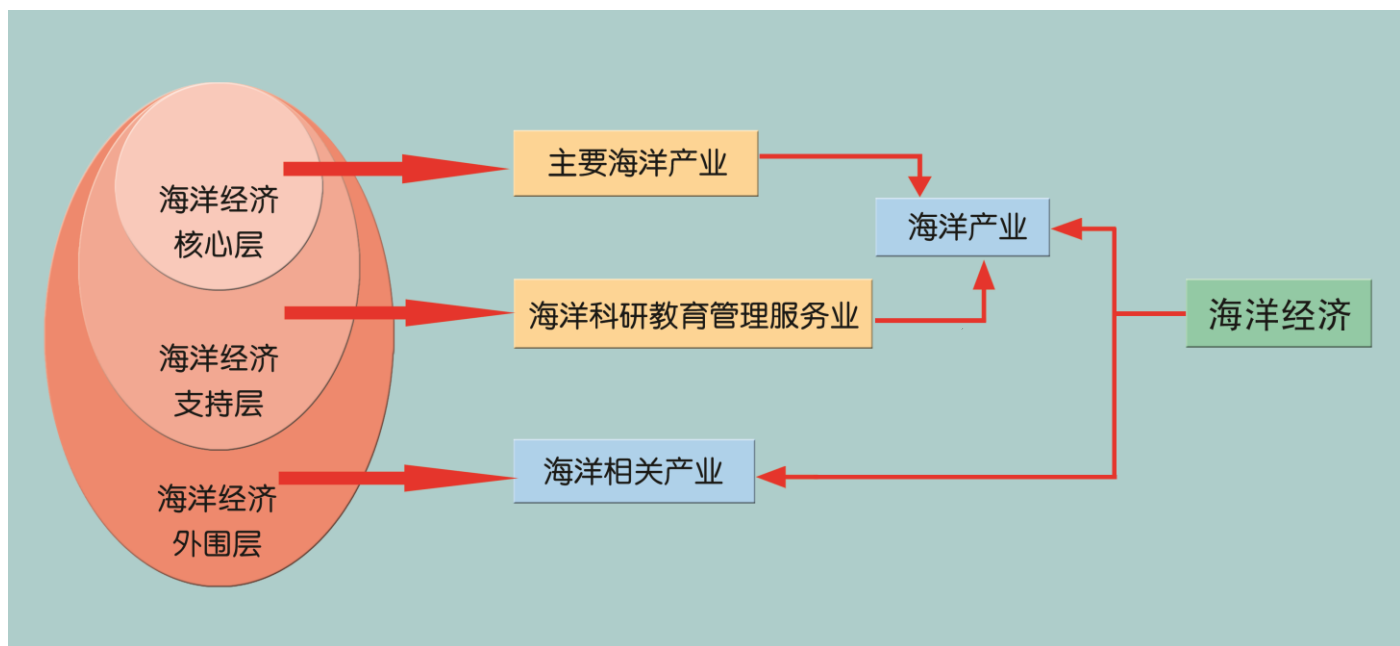 海洋经济
核心层
海洋经济
支持层
海洋经济
外围层
主要海洋产业
海洋科研教育管理服务业
海洋相关产业
海洋产业
海洋经济